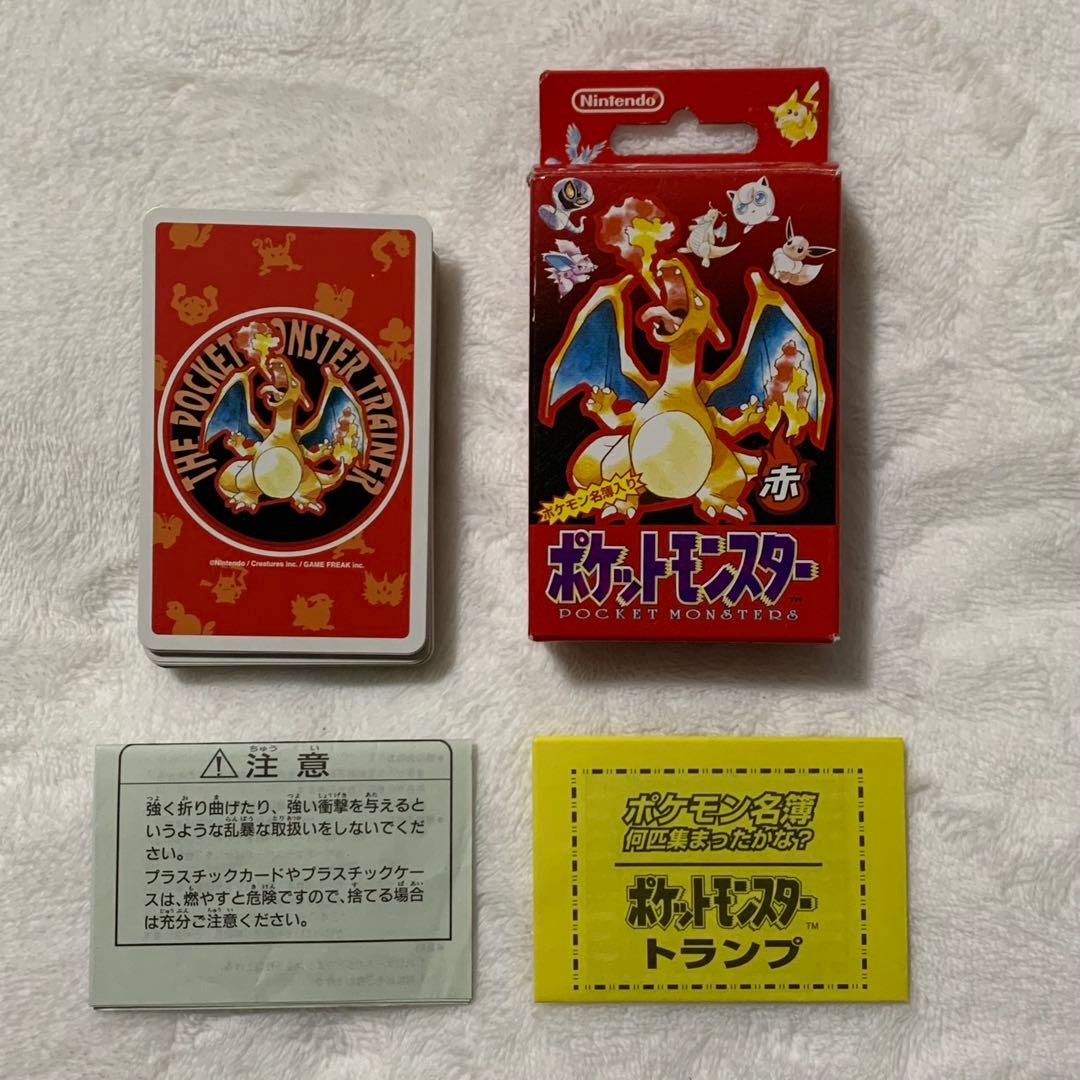 Nintendo
THE POCKET MONSTER TRAINER
©Nintendo / Creatures inc. / GAME FREAK inc.
ポケモン名簿入り
赤
ポケットモンスター
TM
POCKET MONSTERS
ちゅう い
注意
強く折り曲げたり、強い衝撃を与えると
いうような乱暴な取扱いをしないでくだ
さい。
プラスチックカードやプラスチックケー
スは、燃やすと危険ですので、捨てる場合
は充分ご注意ください。
ポケモン名簿
何匹集まったかな?
ポケットモンスター
TM
トランプ